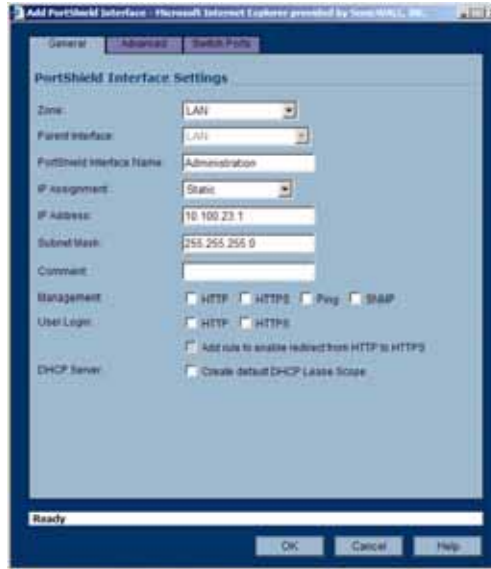 Add PortShield Interface - Microsoft Internet Explorer provided by SonicWALL, INC.
General Advanced Switch Ports
PortShield Interface Settings
Zone: LAN
Parent Interface: LAN
PortShield Interface Name: Administration
IP Assignment: Static
IP Address: 10.100.23.1
Subnet Mask: 255.255.255.0
Comment:
Management: HTTP HTTPS Ping SNMP
User Login: HTTP HTTPS
Add rule to enable redirect from HTTP to HTTPS
DHCP Server: Create default DHCP Lease Scope
Ready
OK Cancel Help